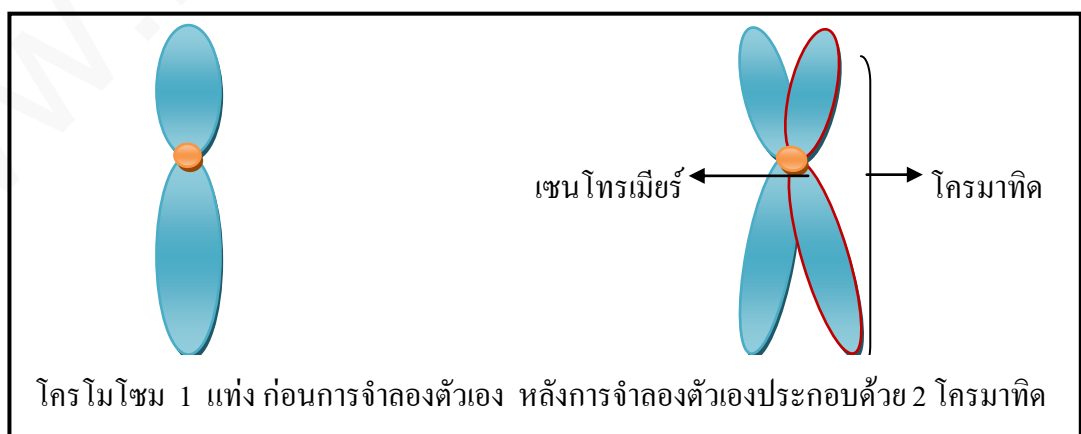 เซนโทรเมียร์
โครมาทิด
โครโมโซม 1 แท่ง ก่อนการจำลองตัวเอง หลังการจำลองตัวเองประกอบด้วย 2 โครมาทิด